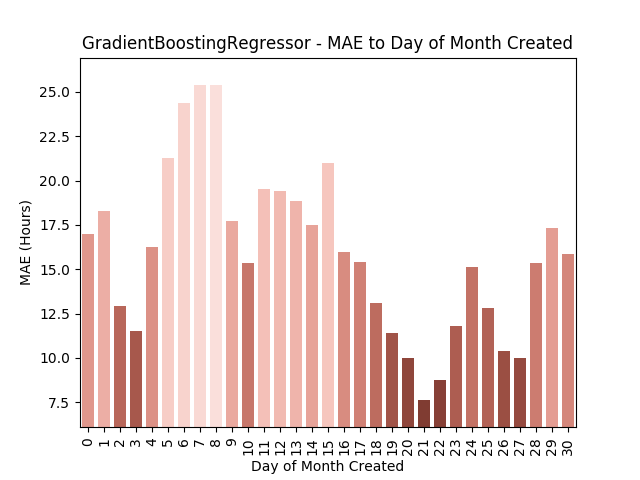 GradientBoostingRegressor - MAE to Day of Month Created
MAE (Hours)
25.0
22.5
20.0
17.5
15.0
12.5
10.0
7.5
0 1 2 3 4 5 6 7 8 9 10 11 12 13 14 15 16 17 18 19 20 21 22 23 24 25 26 27 28 29 30
Day of Month Created